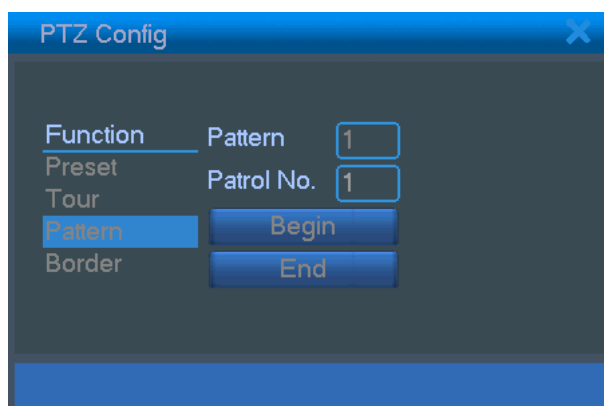 PTZ Config
Function
Preset
Tour
Pattern
Border
Pattern 1
Patrol No. 1
Begin
End